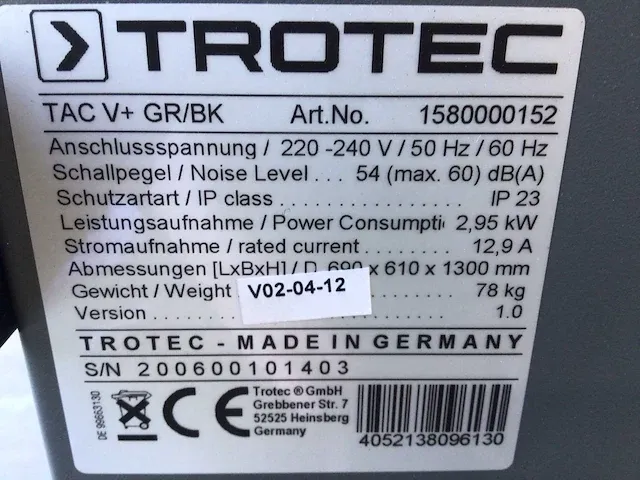 TROTEC
TAC V+ GR/BK Art.No. 1580000152
Anschlussspannung / 220 -240 V / 50 Hz / 60 Hz
Schallpegel / Noise Level . . . 54 (max. 60) dB(A)
Schutzartart / IP class . . . . . . . . . . . . . . . . . . IP 23
Leistungsaufnahme / Power Consumpti 2,95 kW
Stromaufnahme / rated current . . . . . . . . . 12,9 A
Abmessungen [LxBxH] / D 690 x 610 x 1300 mm
Gewicht / Weight 78 kg
V02-04-12
Version . . . . . . . . . . . . . . . . . . 1.0
TROTEC - MADE IN GERMANY
S/N 200600101403
DE 99663130
CE
Trotec ® GmbH
Grebbener Str. 7
52525 Heinsberg
Germany
4052138096130